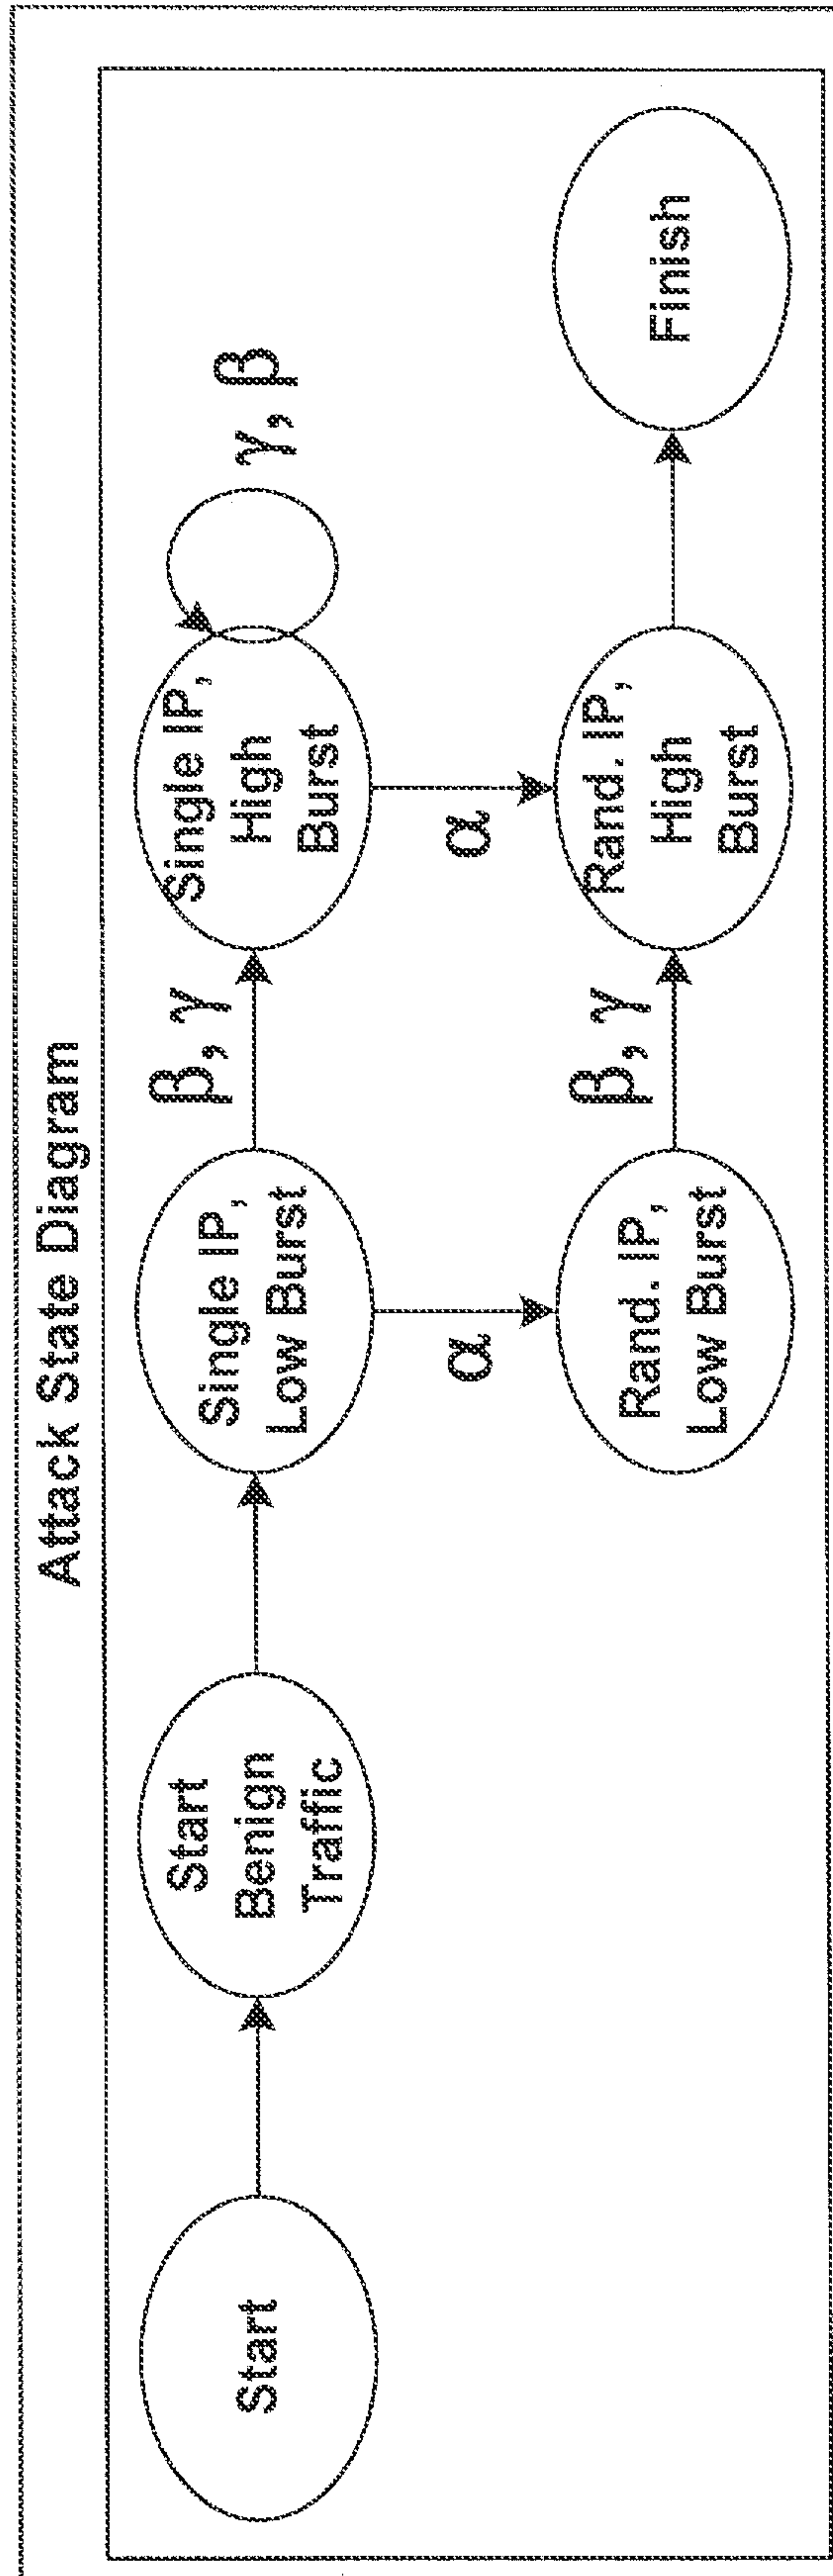 Attack State Diagram
Start
Start
Benign
Traffic
Single IP,
Low Burst
β, γ
Single IP,
High
Burst
γ, β
α
α
Rand. IP,
Low Burst
β, γ
Rand. IP,
High
Burst
Finish